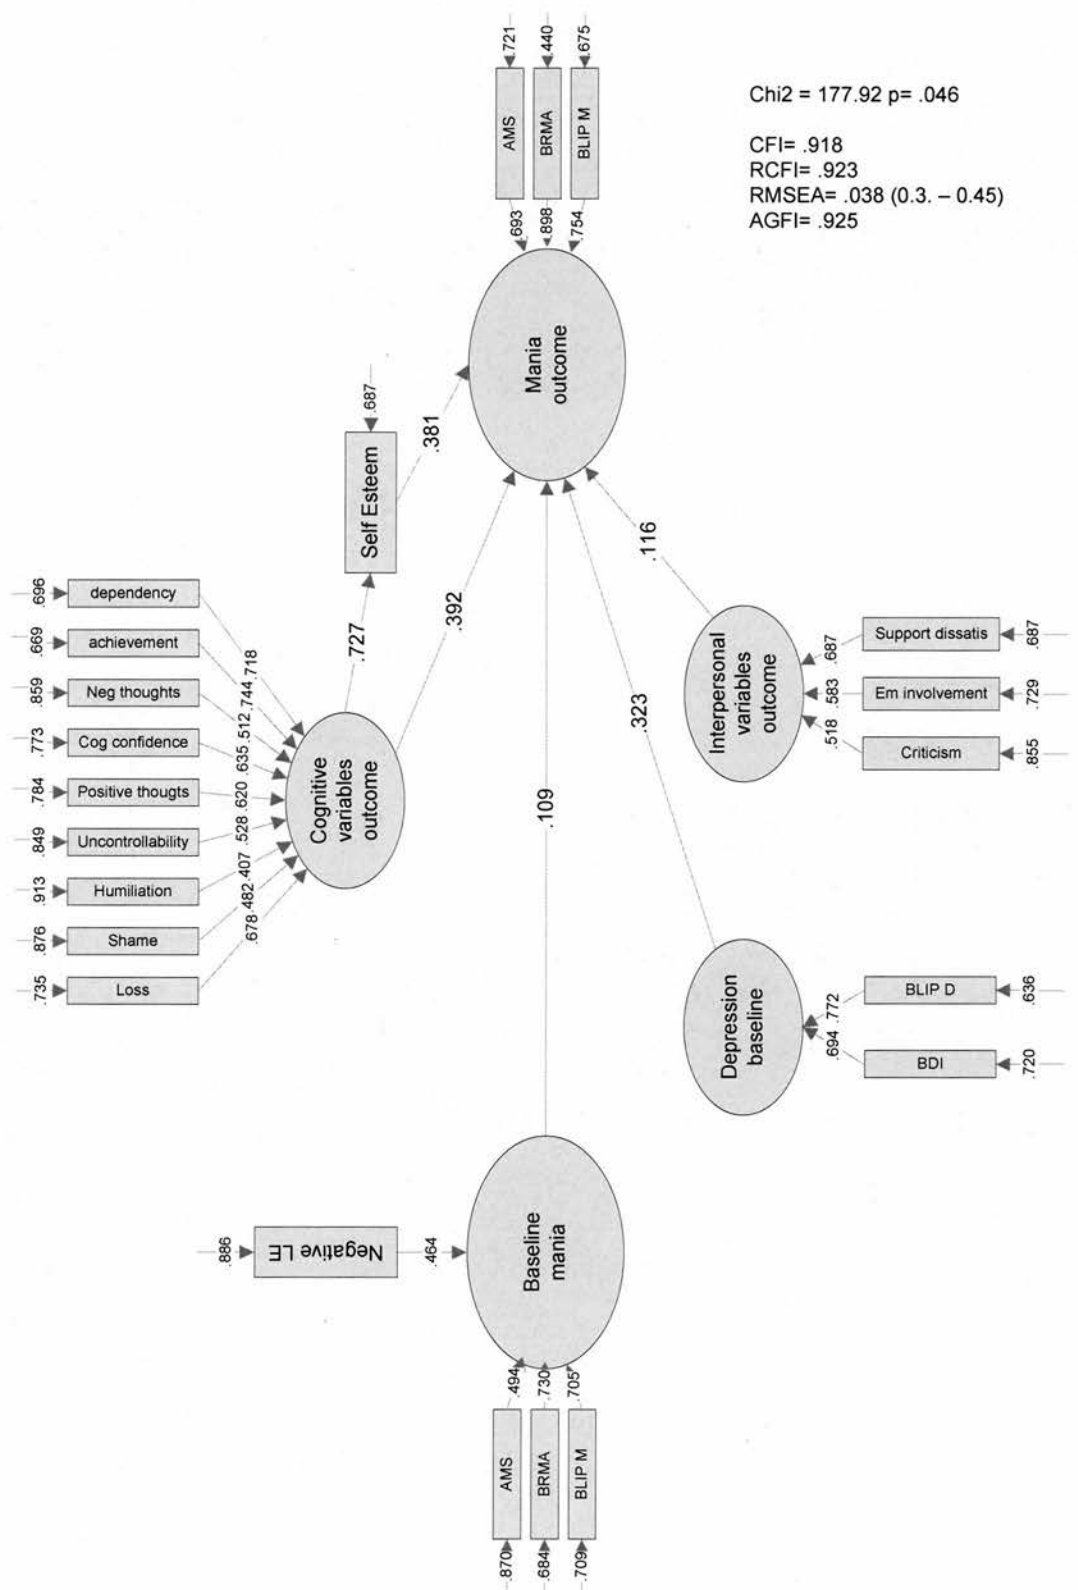 Chi2 = 177.92 p= .046
CFI= .918
RCFI= .923
RMSEA= .038 (0.3. – 0.45)
AGFI= .925
.721
.440
.675
AMS
BRMA
BLIP M
.693
.898
.754
Mania
outcome
.687
Self Esteem
.381
.727
.392
.696
dependency
.718
.669
achievement
.744
.859
Neg thoughts
.512
.773
Cog confidence
.635
.784
Positive thougts
.620
.849
Uncontrollability
.528
.913
Humiliation
.407
.876
Shame
.482
.735
Loss
.678
Cognitive
variables
outcome
.116
Interpersonal
variables
outcome
.687
Support dissatis
.687
.583
Em involvement
.729
.518
Criticism
.855
.323
.109
Depression
baseline
.772
BLIP D
.636
.694
BDI
.720
.886
Negative LE
.464
Baseline
mania
.494
.730
.705
AMS
BRMA
BLIP M
.870
.684
.709